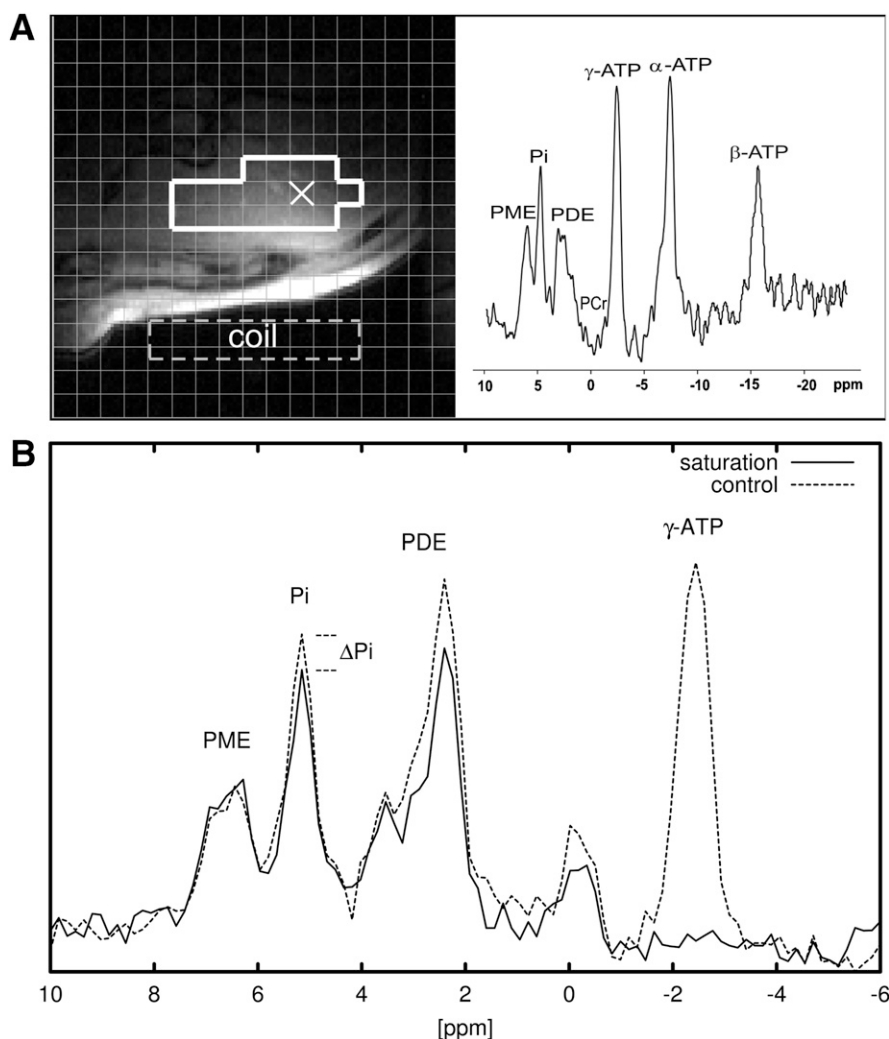 A
coil
γ-ATP α-ATP
Pi
β-ATP
PME PDE
PCr
10 5 0 -5 -10 -15 -20 ppm
B
saturation
control
γ-ATP
PDE
Pi
ΔPi
PME
10 8 6 4 2 0 -2 -4 -6
[ppm]